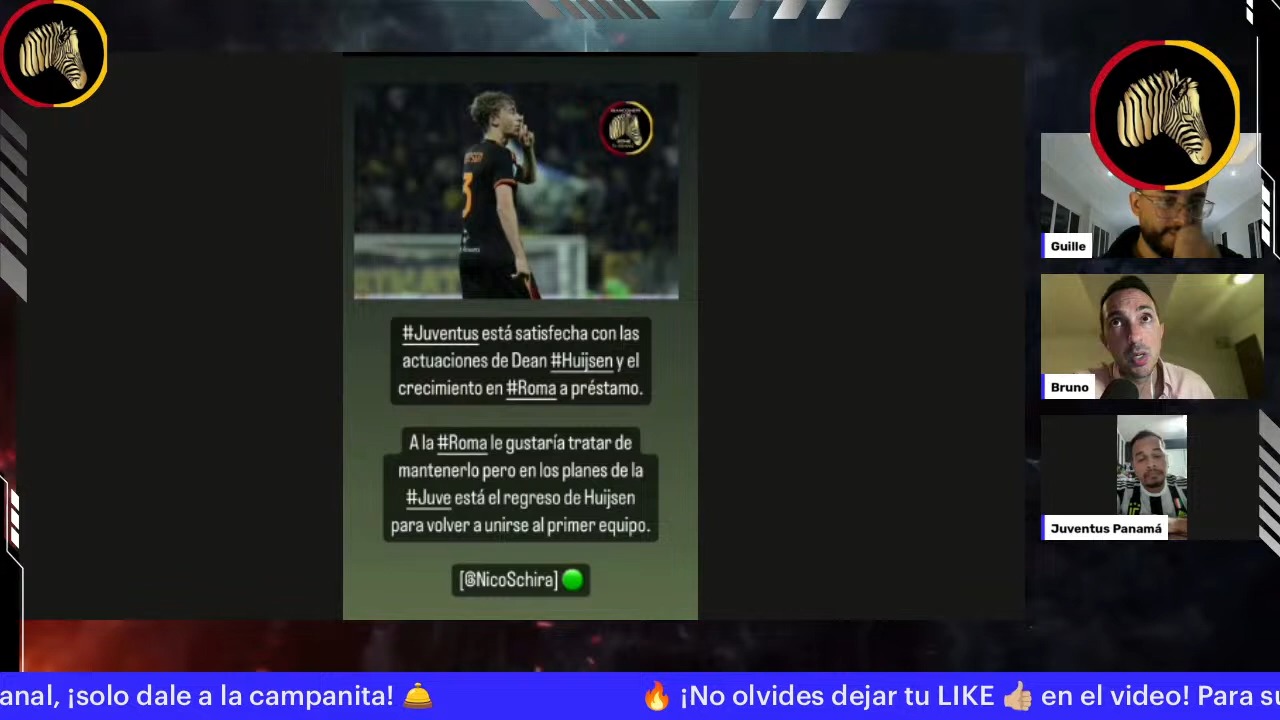 #Juventus está satisfecha con las
actuaciones de Dean #Huijsen y el
crecimiento en #Roma a préstamo.
A la #Roma le gustaría tratar de
mantenerlo pero en los planes de la
#Juve está el regreso de Huijsen
para volver a unirse al primer equipo.
[@NicoSchira]
3
Guille
Bruno
Juventus Panamá
anal, ¡solo dale a la campanita! 🛎️ 🔥 ¡No olvides dejar tu LIKE 👍🏼 en el video! Para su